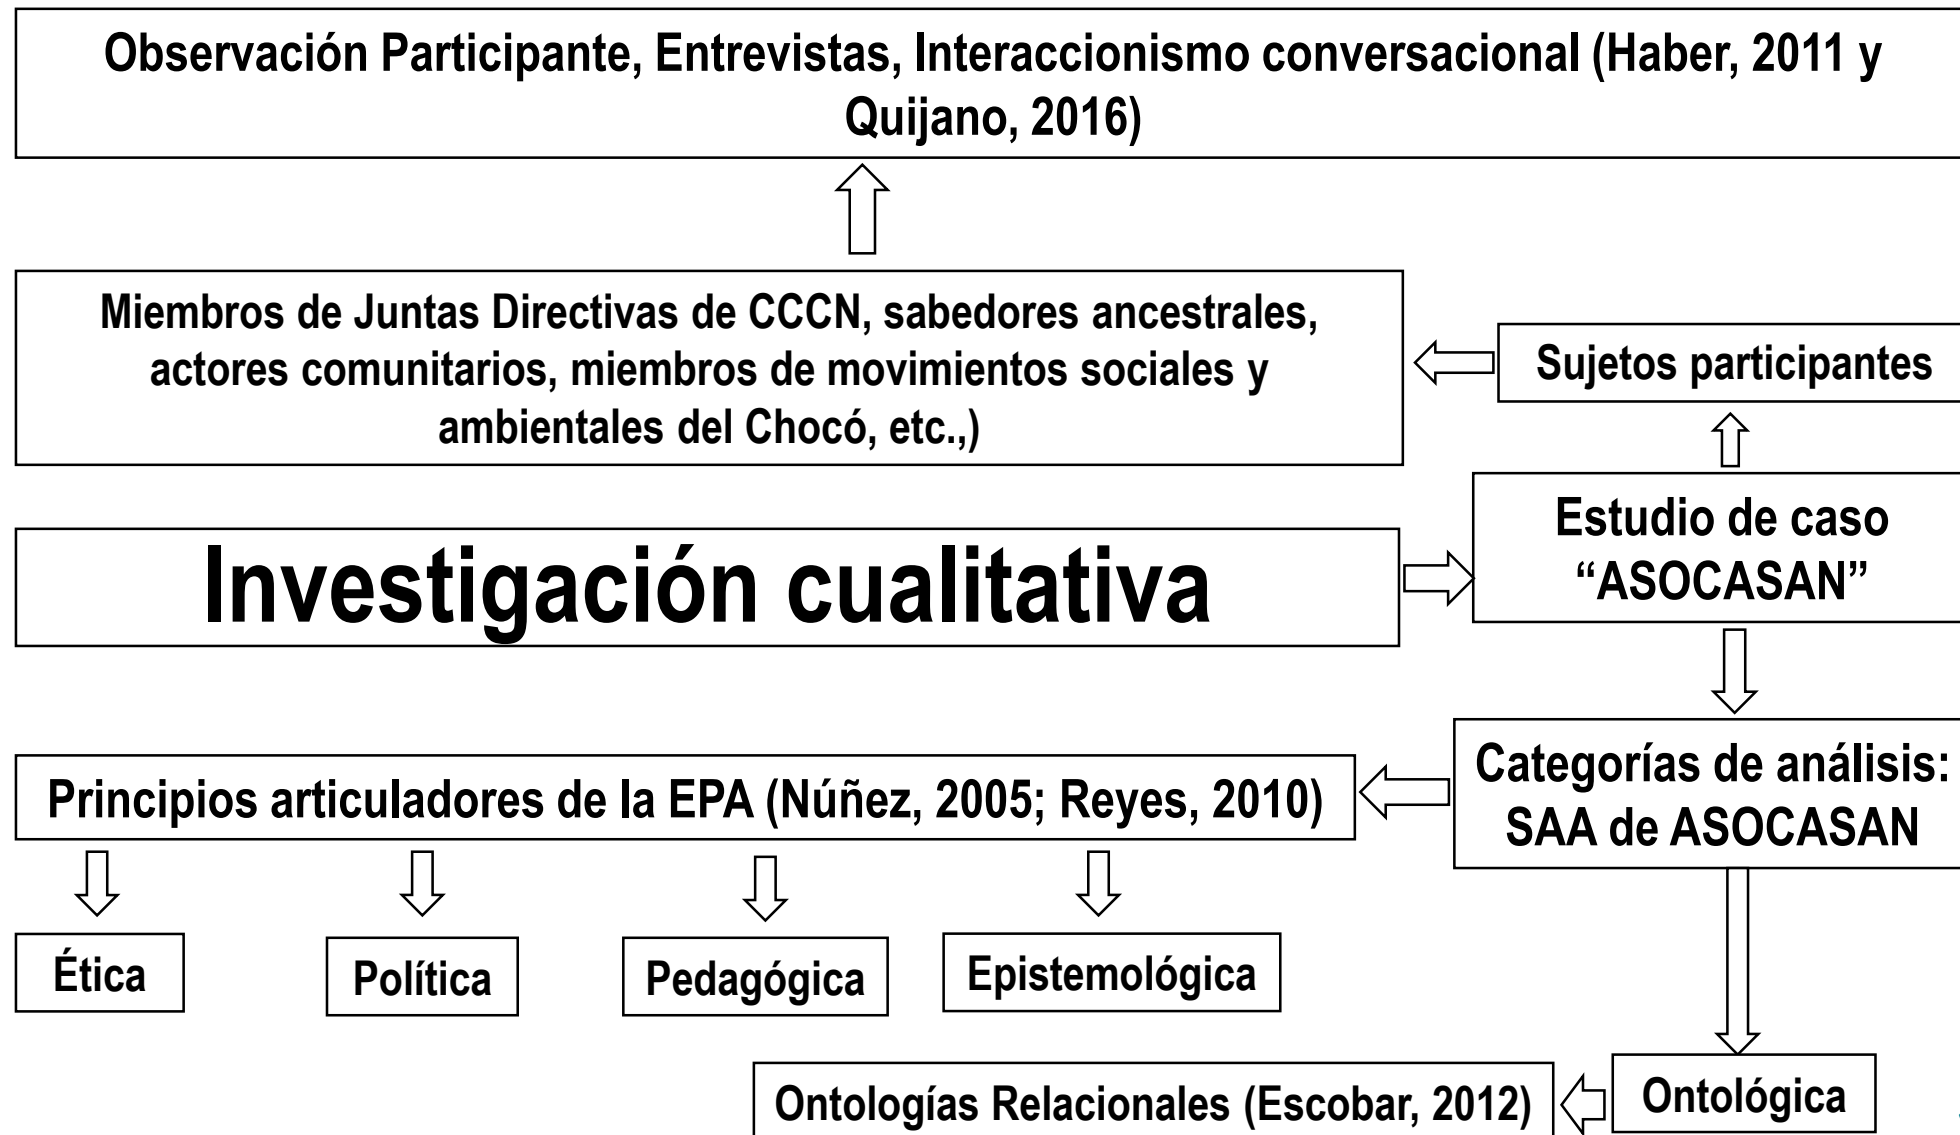 Observación Participante, Entrevistas, Interaccionismo conversacional (Haber, 2011 y
Quijano, 2016)
Miembros de Juntas Directivas de CCCN, sabedores ancestrales,
actores comunitarios, miembros de movimientos sociales y
ambientales del Chocó, etc.,)
Sujetos participantes
Investigación cualitativa
Estudio de caso
“ASOCASAN”
Categorías de análisis:
SAA de ASOCASAN
Principios articuladores de la EPA (Núñez, 2005; Reyes, 2010)
Ética
Política
Pedagógica
Epistemológica
Ontológica
Ontologías Relacionales (Escobar, 2012)